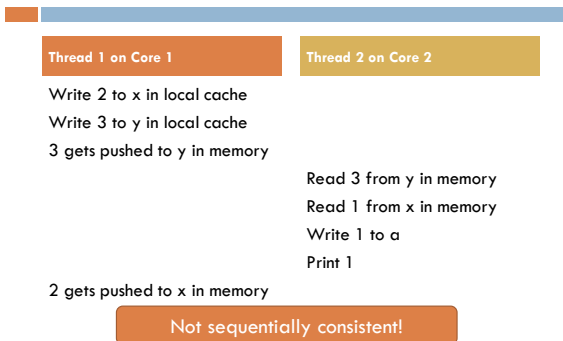 Thread 1 on Core 1
Thread 2 on Core 2
Write 2 to x in local cache
Write 3 to y in local cache
3 gets pushed to y in memory
Read 3 from y in memory
Read 1 from x in memory
Write 1 to a
Print 1
2 gets pushed to x in memory
Not sequentially consistent!